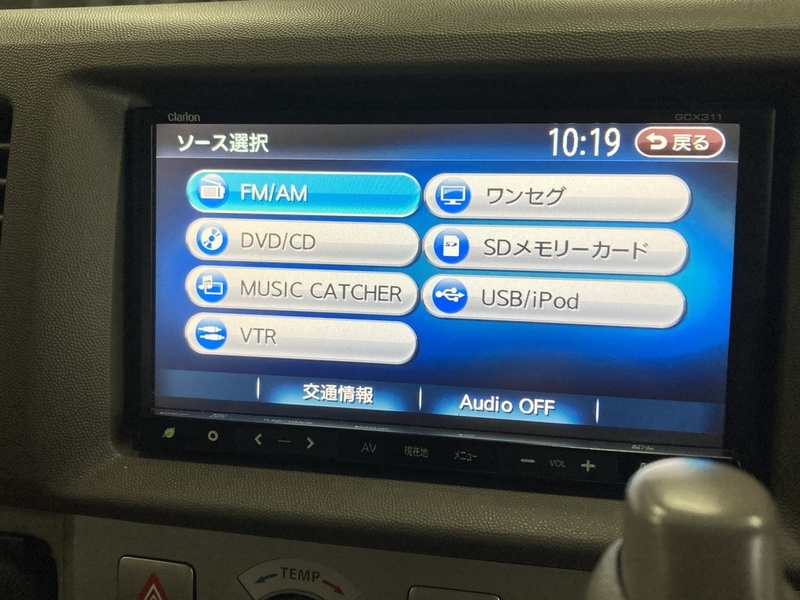 clarion GCX311
ソース選択 10:19 戻る
FM/AM ワンセグ
DVD/CD SDメモリーカード
MUSIC CATCHER USB/iPod
VTR
交通情報 Audio OFF
AV 現在地 メニュー VOL
TEMP